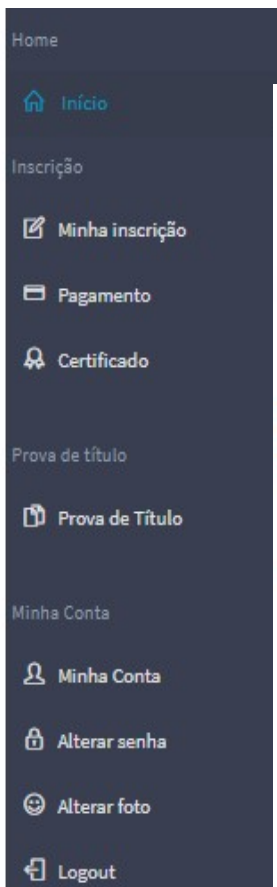 Home
Início
Inscrição
Minha inscrição
Pagamento
Certificado
Prova de título
Prova de Título
Minha Conta
Minha Conta
Alterar senha
Alterar foto
Logout